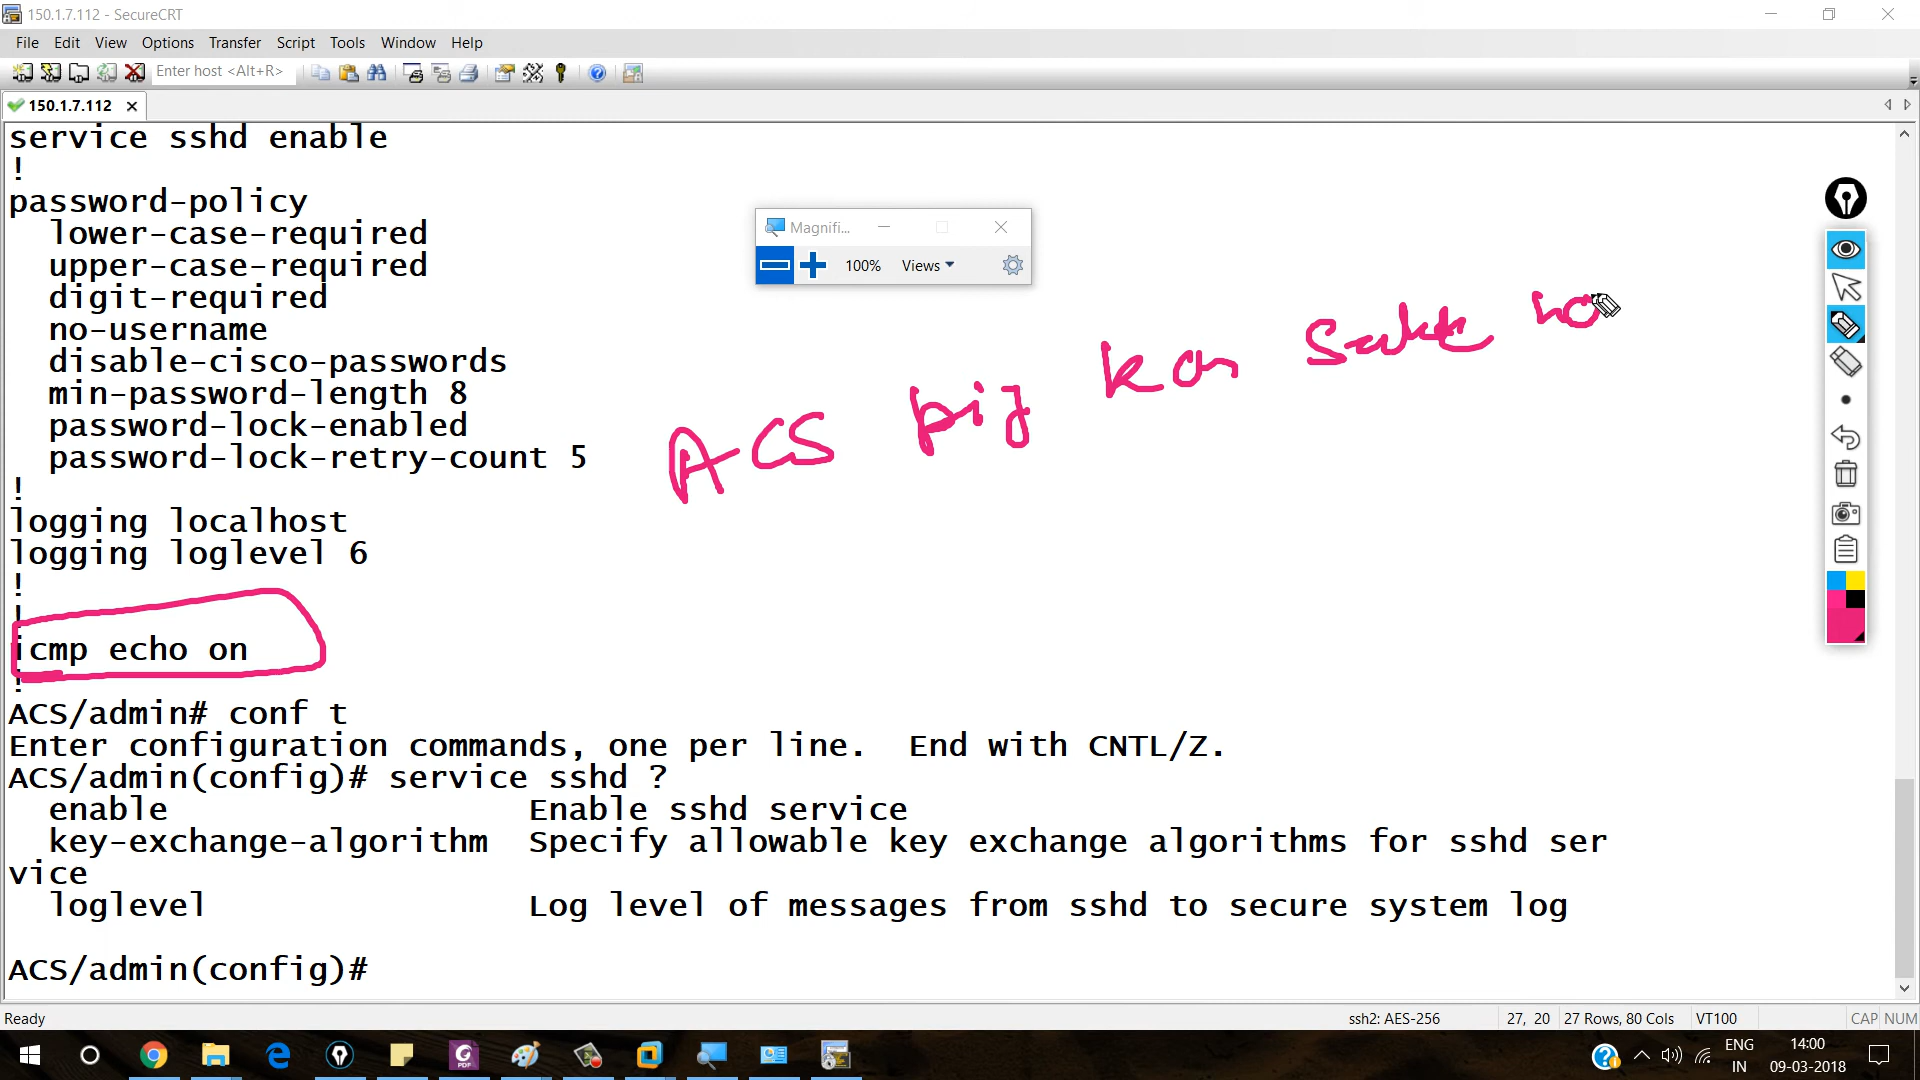 150.1.7.112 - SecureCRT
File Edit View Options Transfer Script Tools Window Help
Enter host <Alt+R>
150.1.7.112
service sshd enable
!
password-policy
lower-case-required
upper-case-required
digit-required
no-username
disable-cisco-passwords
min-password-length 8
password-lock-enabled
password-lock-retry-count 5
!
logging localhost
logging loglevel 6
!
!
icmp echo on
!
ACS/admin# conf t
Enter configuration commands, one per line.  End with CNTL/Z.
ACS/admin(config)# service sshd ?
enable Enable sshd service
key-exchange-algorithm Specify allowable key exchange algorithms for sshd ser
vice
loglevel Log level of messages from sshd to secure system log
ACS/admin(config)#
Magnifi...
100% Views
ACS pig kar sakte ho
Ready ssh2: AES-256 27, 20 27 Rows, 80 Cols VT100 CAP NUM
ENG
IN
14:00
09-03-2018